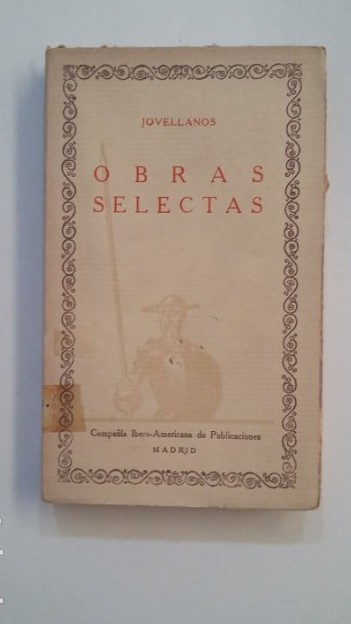 JOVELLANOS
OBRAS
SELECTAS
Compañía Ibero-Americana de Publicaciones
MADRID